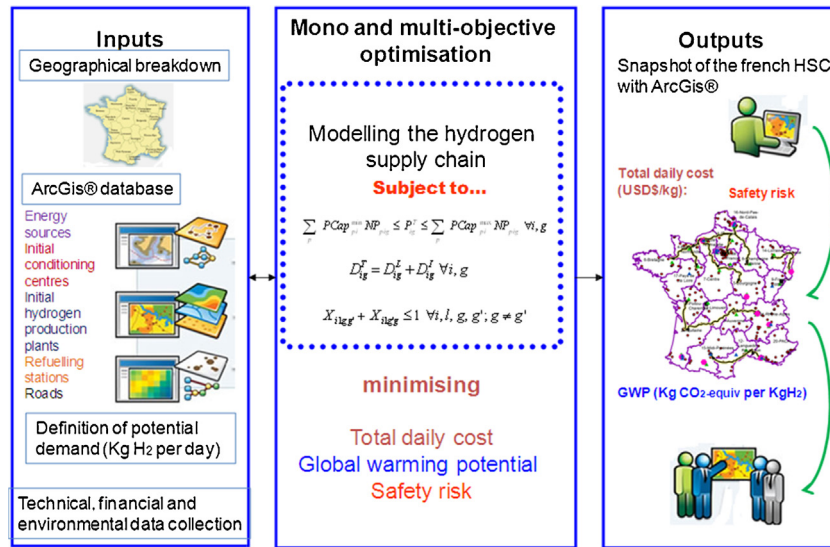 Inputs
Geographical breakdown
ArcGis® database
Energy
sources
Initial
conditioning
centres
Initial
hydrogen
production
plants
Refuelling
stations
Roads
Definition of potential
demand (Kg H2 per day)
Technical, financial and
environmental data collection
Mono and multi-objective
optimisation
Modelling the hydrogen
supply chain
Subject to...
∀i, g
D^T_ig = D^L_ig + D^I_ig ∀i, g
X_ilgg' + X_ilg'g ≤ 1 ∀i, l, g, g'; g ≠ g'
minimising
Total daily cost
Global warming potential
Safety risk
Outputs
Snapshot of the french HSC
with ArcGis®
Total daily cost
(USD$/kg):
Safety risk
GWP (Kg CO2-equiv per KgH2)